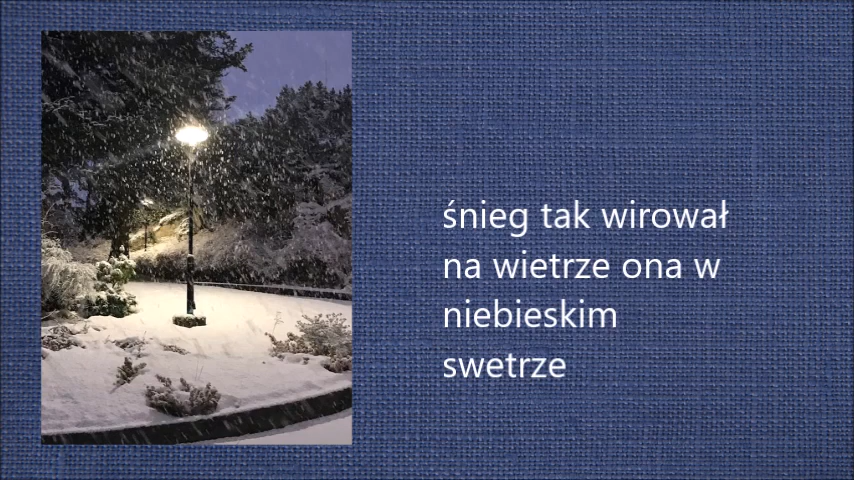 śnieg tak wirował
na wietrze ona w
niebieskim
swetrze